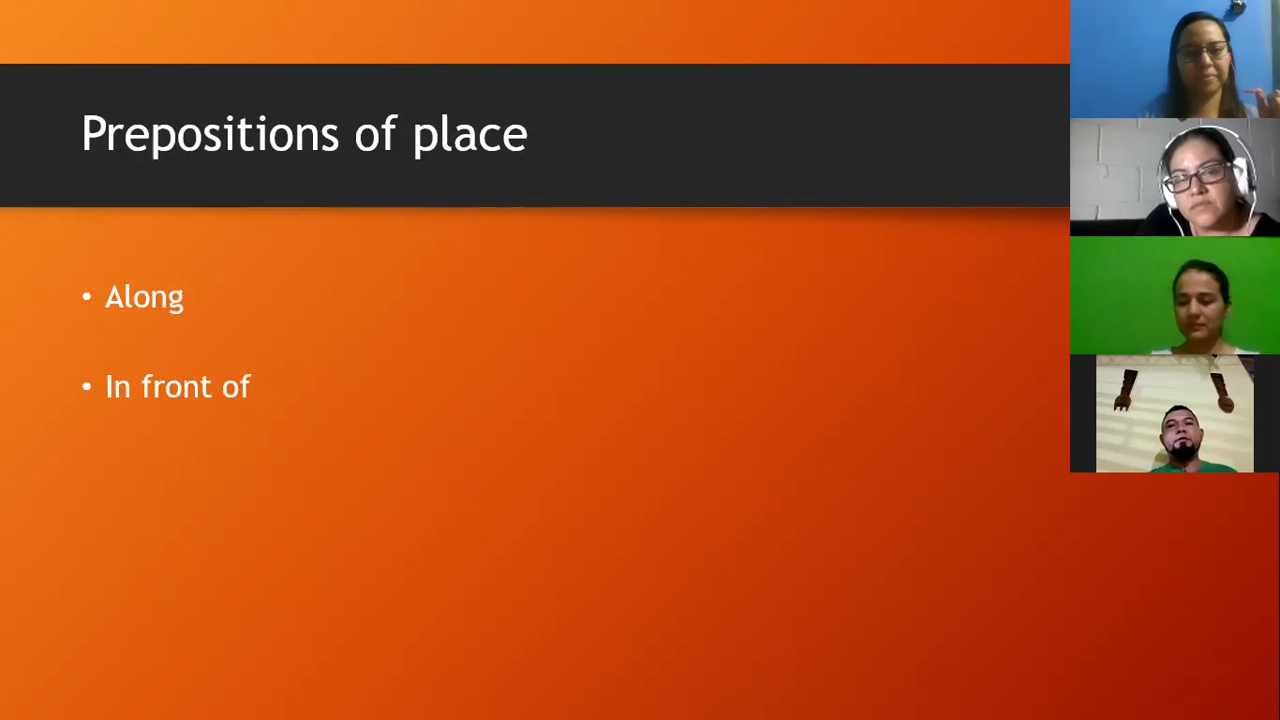 Prepositions of place
• Along
• In front of